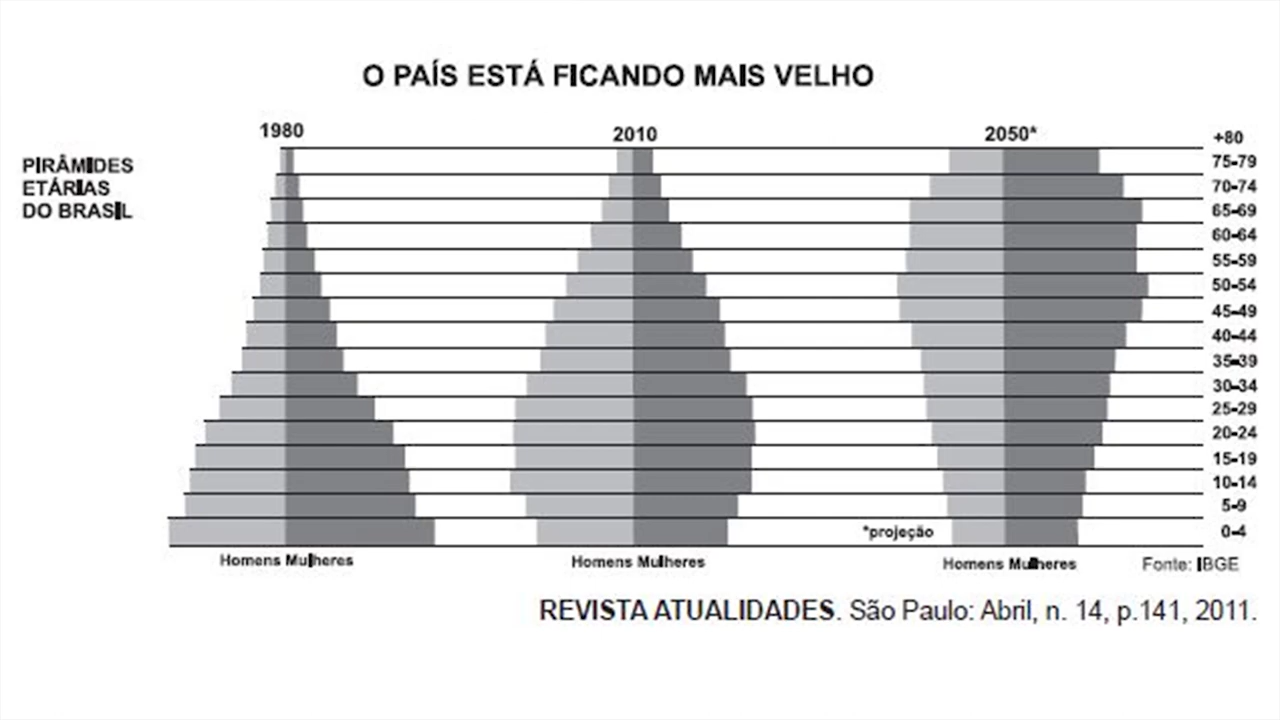 O PAÍS ESTÁ FICANDO MAIS VELHO
PIRÂMIDES
ETÁRIAS
DO BRASIL
1980
2010
2050*
+80
75-79
70-74
65-69
60-64
55-59
50-54
45-49
40-44
35-39
30-34
25-29
20-24
15-19
10-14
5-9
0-4
*projeção
Homens Mulheres
Homens Mulheres
Homens Mulheres
Fonte: IBGE
REVISTA ATUALIDADES. São Paulo: Abril, n. 14, p.141, 2011.